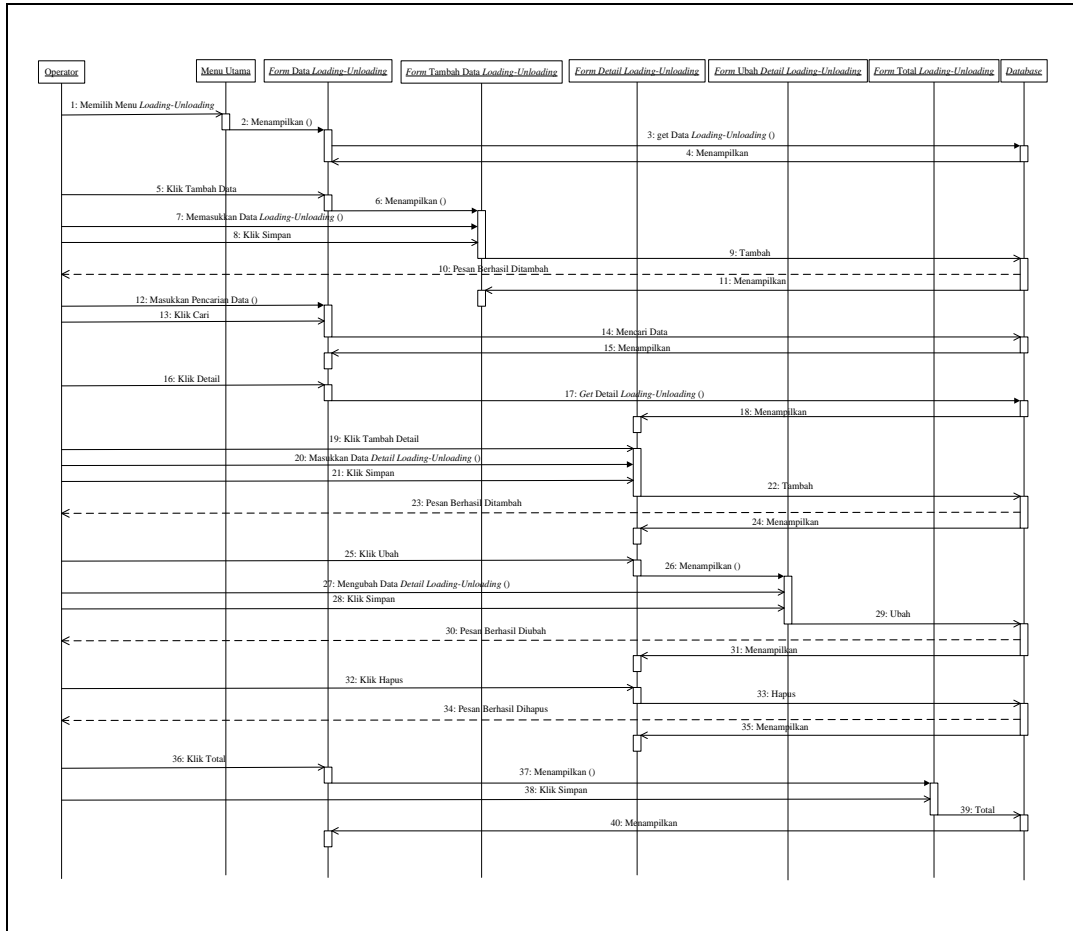 Operator
Menu Utama
Form Data Loading-Unloading
Form Tambah Data Loading-Unloading
Form Detail Loading-Unloading
Form Ubah Detail Loading-Unloading
Form Total Loading-Unloading
Database
1: Memilih Menu Loading-Unloading
2: Menampilkan ()
3: get Data Loading-Unloading ()
4: Menampilkan
5: Klik Tambah Data
6: Menampilkan ()
7: Memasukkan Data Loading-Unloading ()
8: Klik Simpan
9: Tambah
10: Pesan Berhasil Ditambah
11: Menampilkan
12: Masukkan Pencarian Data ()
13: Klik Cari
14: Mencari Data
15: Menampilkan
16: Klik Detail
17: Get Detail Loading-Unloading ()
18: Menampilkan
19: Klik Tambah Detail
20: Masukkan Data Detail Loading-Unloading ()
21: Klik Simpan
22: Tambah
23: Pesan Berhasil Ditambah
24: Menampilkan
25: Klik Ubah
26: Menampilkan ()
27: Mengubah Data Detail Loading-Unloading ()
28: Klik Simpan
29: Ubah
30: Pesan Berhasil Diubah
31: Menampilkan
32: Klik Hapus
33: Hapus
34: Pesan Berhasil Dihapus
35: Menampilkan
36: Klik Total
37: Menampilkan ()
38: Klik Simpan
39: Total
40: Menampilkan